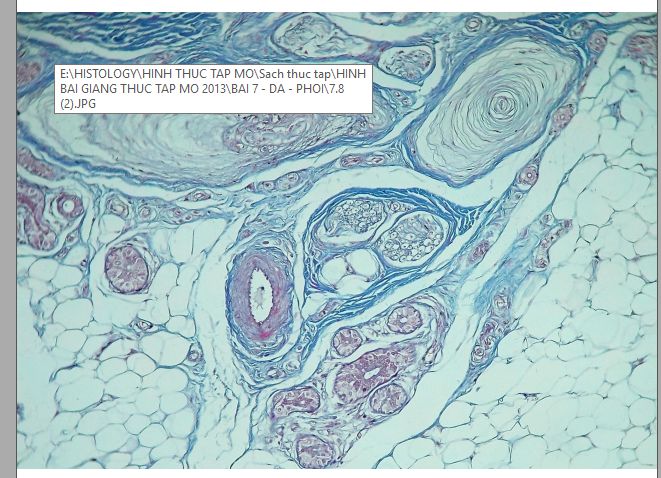 E:\HISTOLOGY\HINH THUC TAP MO\Sach thuc tap\HINH
BAI GIANG THUC TAP MO 2013\BAI 7 - DA - PHOI\7.8
(2).JPG